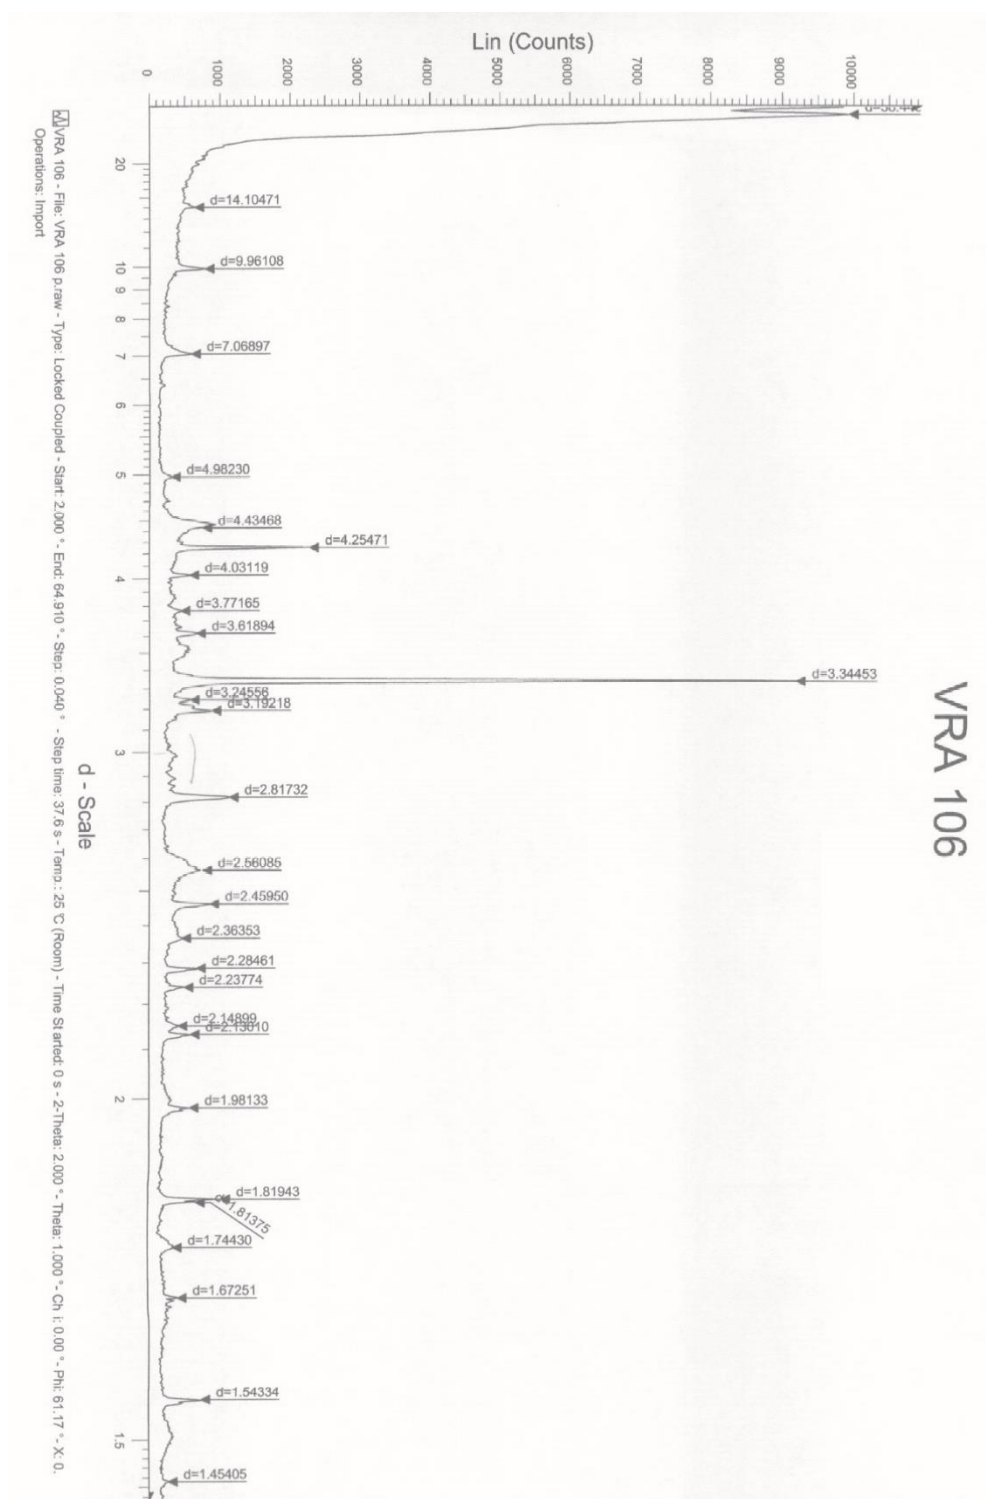 VRA 106
Lin (Counts)
0
1000
2000
3000
4000
5000
6000
7000
8000
9000
10000
d=14.10471
d=9.96108
d=7.06897
d=4.98230
d=4.43468
d=4.25471
d=4.03119
d=3.77165
d=3.61894
d=3.34453
d=3.24556
d=3.19218
d=2.81732
d=2.56085
d=2.45950
d=2.36353
d=2.28461
d=2.23774
d=2.14899
d=2.13010
d=1.98133
d=1.81943
d=1.81375
d=1.74430
d=1.67251
d=1.54334
d=1.45405
20
10
9
8
7
6
5
4
3
2
1.5
d - Scale
VRA 106 - File: VRA 106 p.raw - Type: Locked Coupled - Start: 2.000 ° - End: 64.910 ° - Step: 0.040 ° - Step time: 37.6 s - Temp.: 25 °C (Room) - Time Started: 0 s - 2-Theta: 2.000 ° - Theta: 1.000 ° - Chi: 0.00 ° - Phi: 61.17 ° - X: 0.
Operations: Import